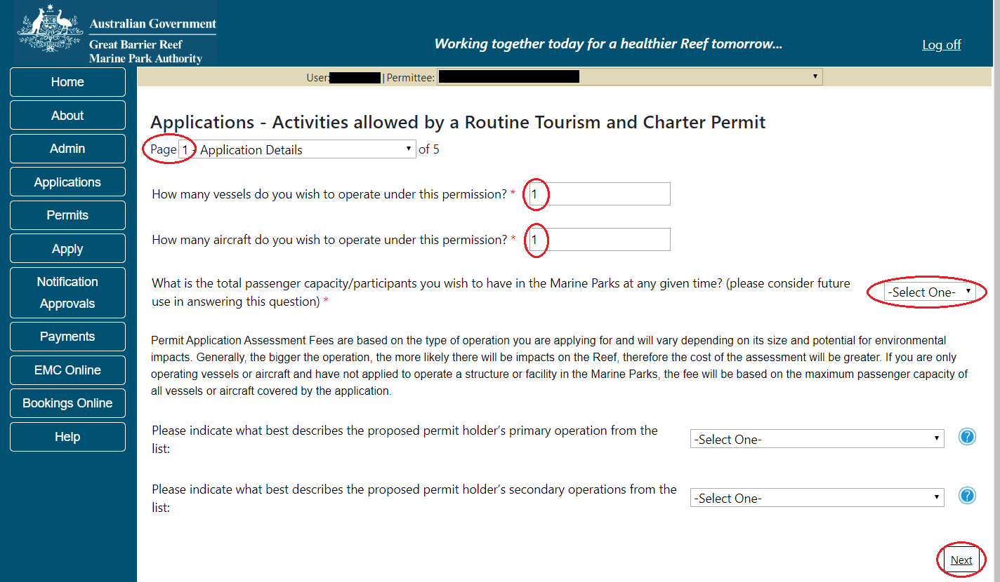 Australian Government
Great Barrier Reef
Marine Park Authority
Working together today for a healthier Reef tomorrow...
Log off
User: | Permittee:
Home
About
Admin
Applications
Permits
Apply
Notification
Approvals
Payments
EMC Online
Bookings Online
Help
Applications - Activities allowed by a Routine Tourism and Charter Permit
Page 1 - Application Details of 5
How many vessels do you wish to operate under this permission? * 1
How many aircraft do you wish to operate under this permission? * 1
What is the total passenger capacity/participants you wish to have in the Marine Parks at any given time? (please consider future
use in answering this question) *
-Select One-
Permit Application Assessment Fees are based on the type of operation you are applying for and will vary depending on its size and potential for environmental
impacts. Generally, the bigger the operation, the more likely there will be impacts on the Reef, therefore the cost of the assessment will be greater. If you are only
operating vessels or aircraft and have not applied to operate a structure or facility in the Marine Parks, the fee will be based on the maximum passenger capacity of
all vessels or aircraft covered by the application.
Please indicate what best describes the proposed permit holder's primary operation from the
list:
-Select One-
?
Please indicate what best describes the proposed permit holder's secondary operations from the
list:
-Select One-
?
Next